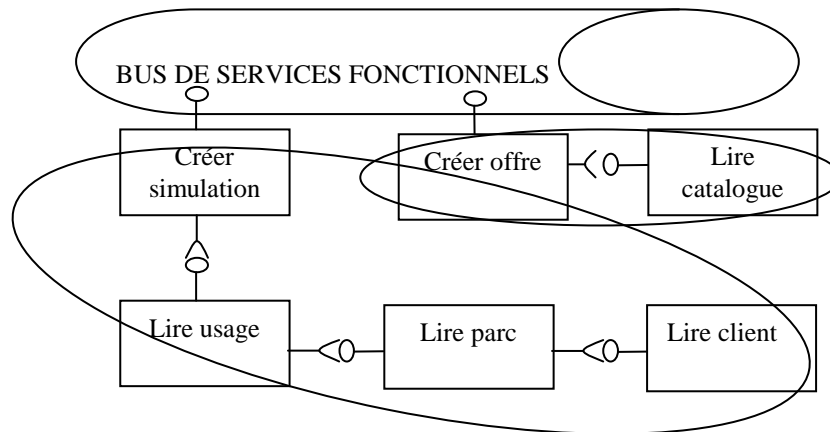 BUS DE SERVICES FONCTIONNELS
Créer
simulation
Créer offre
Lire
catalogue
Lire usage
Lire parc
Lire client